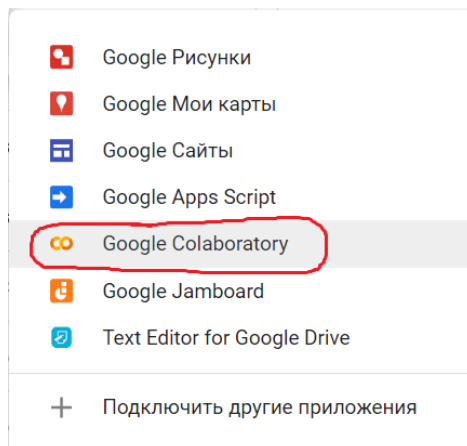 Google Рисунки
Google Мои карты
Google Сайты
Google Apps Script
Google Colaboratory
Google Jamboard
Text Editor for Google Drive
Подключить другие приложения